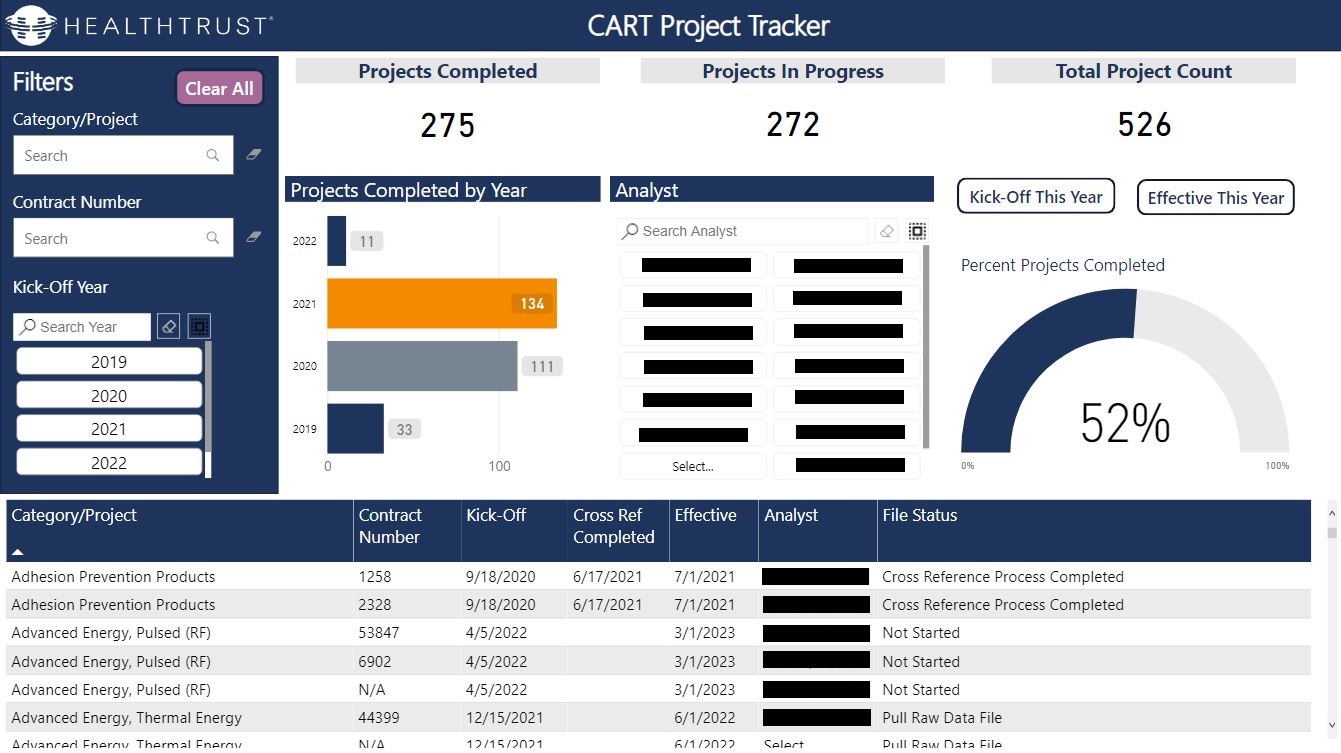 HEALTHTRUST®
CART Project Tracker
Filters
Clear All
Category/Project
Search
Contract Number
Search
Kick-Off Year
Search Year
2019
2020
2021
2022
Projects Completed
275
Projects In Progress
272
Total Project Count
526
Projects Completed by Year
2022
11
2021
134
2020
111
2019
33
0 100
Analyst
Search Analyst
Select...
Kick-Off This Year
Effective This Year
Percent Projects Completed
52%
0% 100%
Category/Project Contract Number Kick-Off Cross Ref Completed Effective Analyst File Status
Adhesion Prevention Products 1258 9/18/2020 6/17/2021 7/1/2021 Cross Reference Process Completed
Adhesion Prevention Products 2328 9/18/2020 6/17/2021 7/1/2021 Cross Reference Process Completed
Advanced Energy, Pulsed (RF) 53847 4/5/2022 3/1/2023 Not Started
Advanced Energy, Pulsed (RF) 6902 4/5/2022 3/1/2023 Not Started
Advanced Energy, Pulsed (RF) N/A 4/5/2022 3/1/2023 Not Started
Advanced Energy, Thermal Energy 44399 12/15/2021 6/1/2022 Pull Raw Data File
Advanced Energy, Thermal Energy N/A 12/15/2021 6/1/2022 Select Pull Raw Data File